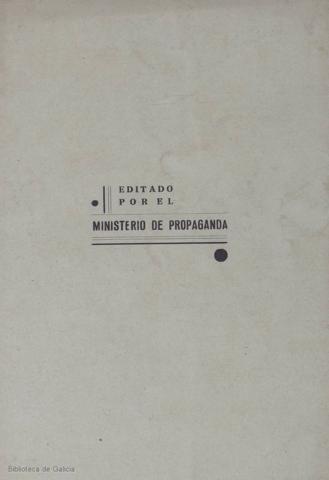 EDITADO
POR EL
MINISTERIO DE PROPAGANDA
Biblioteca de Galicia